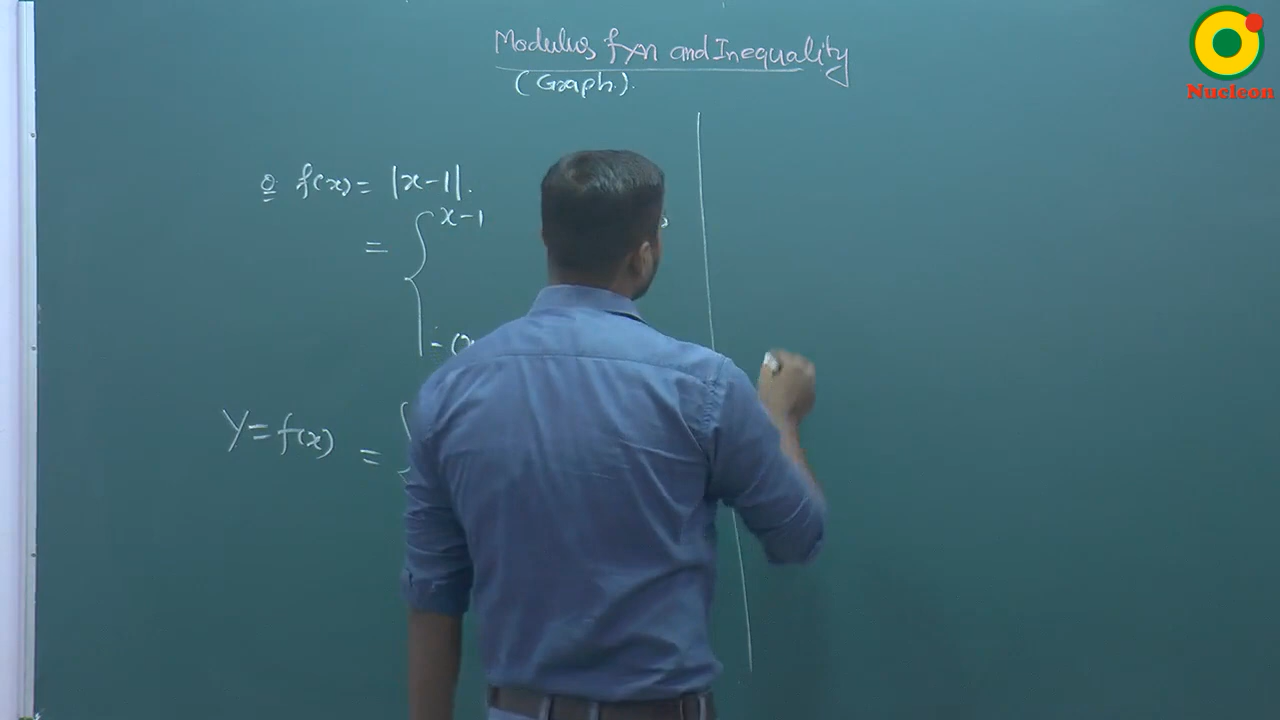 Modulus fxn and Inequality
(Graph.).
Q. f(x) = |x-1|.
= { x-1
-(
Y = f(x) = {
Nucleon